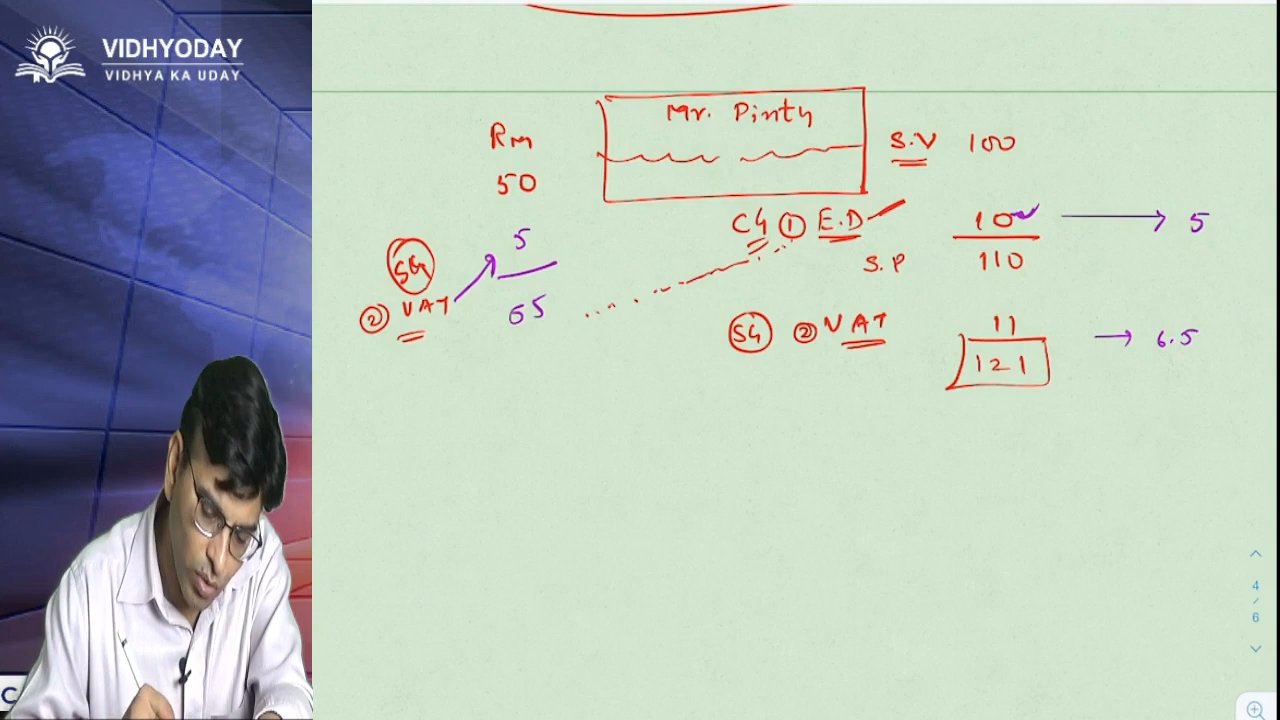 VIDHYODAY
VIDHYA KA UDAY
Mr. Pinty
RM
50
S.V 100
CG ① E.D 10 → 5
S.P 110
SG
② VAT
5
55
SG ② VAT 11
121 → 6.5
4
6
C